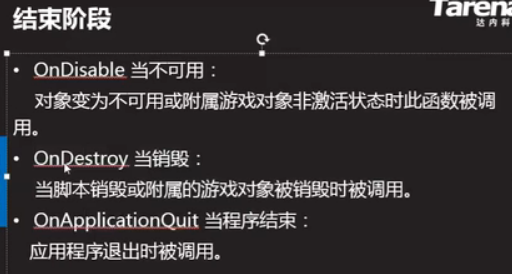 结束阶段
Tarena
达内科
• OnDisable 当不可用：
对象变为不可用或附属游戏对象非激活状态时此函数被调
用。
• OnDestroy 当销毁：
当脚本销毁或附属的游戏对象被销毁时被调用。
• OnApplicationQuit 当程序结束：
应用程序退出时被调用。